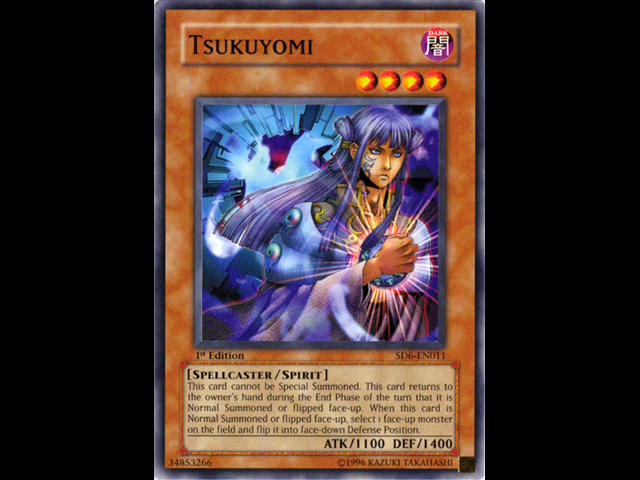 TSUKUYOMI
DARK
闇
SD6-EN011
1st Edition
[SPELLCASTER/SPIRIT]
This card cannot be Special Summoned. This card returns to
the owner's hand during the End Phase of the turn that it is
Normal Summoned or flipped face-up. When this card is
Normal Summoned or flipped face-up, select 1 face-up monster
on the field and flip it into face-down Defense Position.
ATK/1100 DEF/1400
34853266
©1996 KAZUKI TAKAHASHI